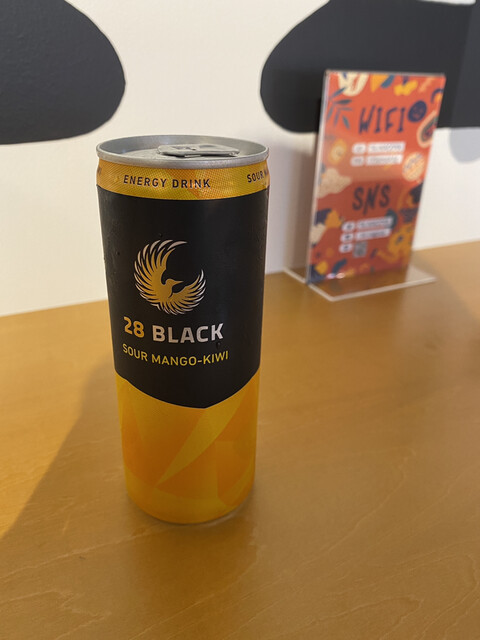 ENERGY DRINK
SOUR
28 BLACK
SOUR MANGO-KIWI
WIFI
SNS